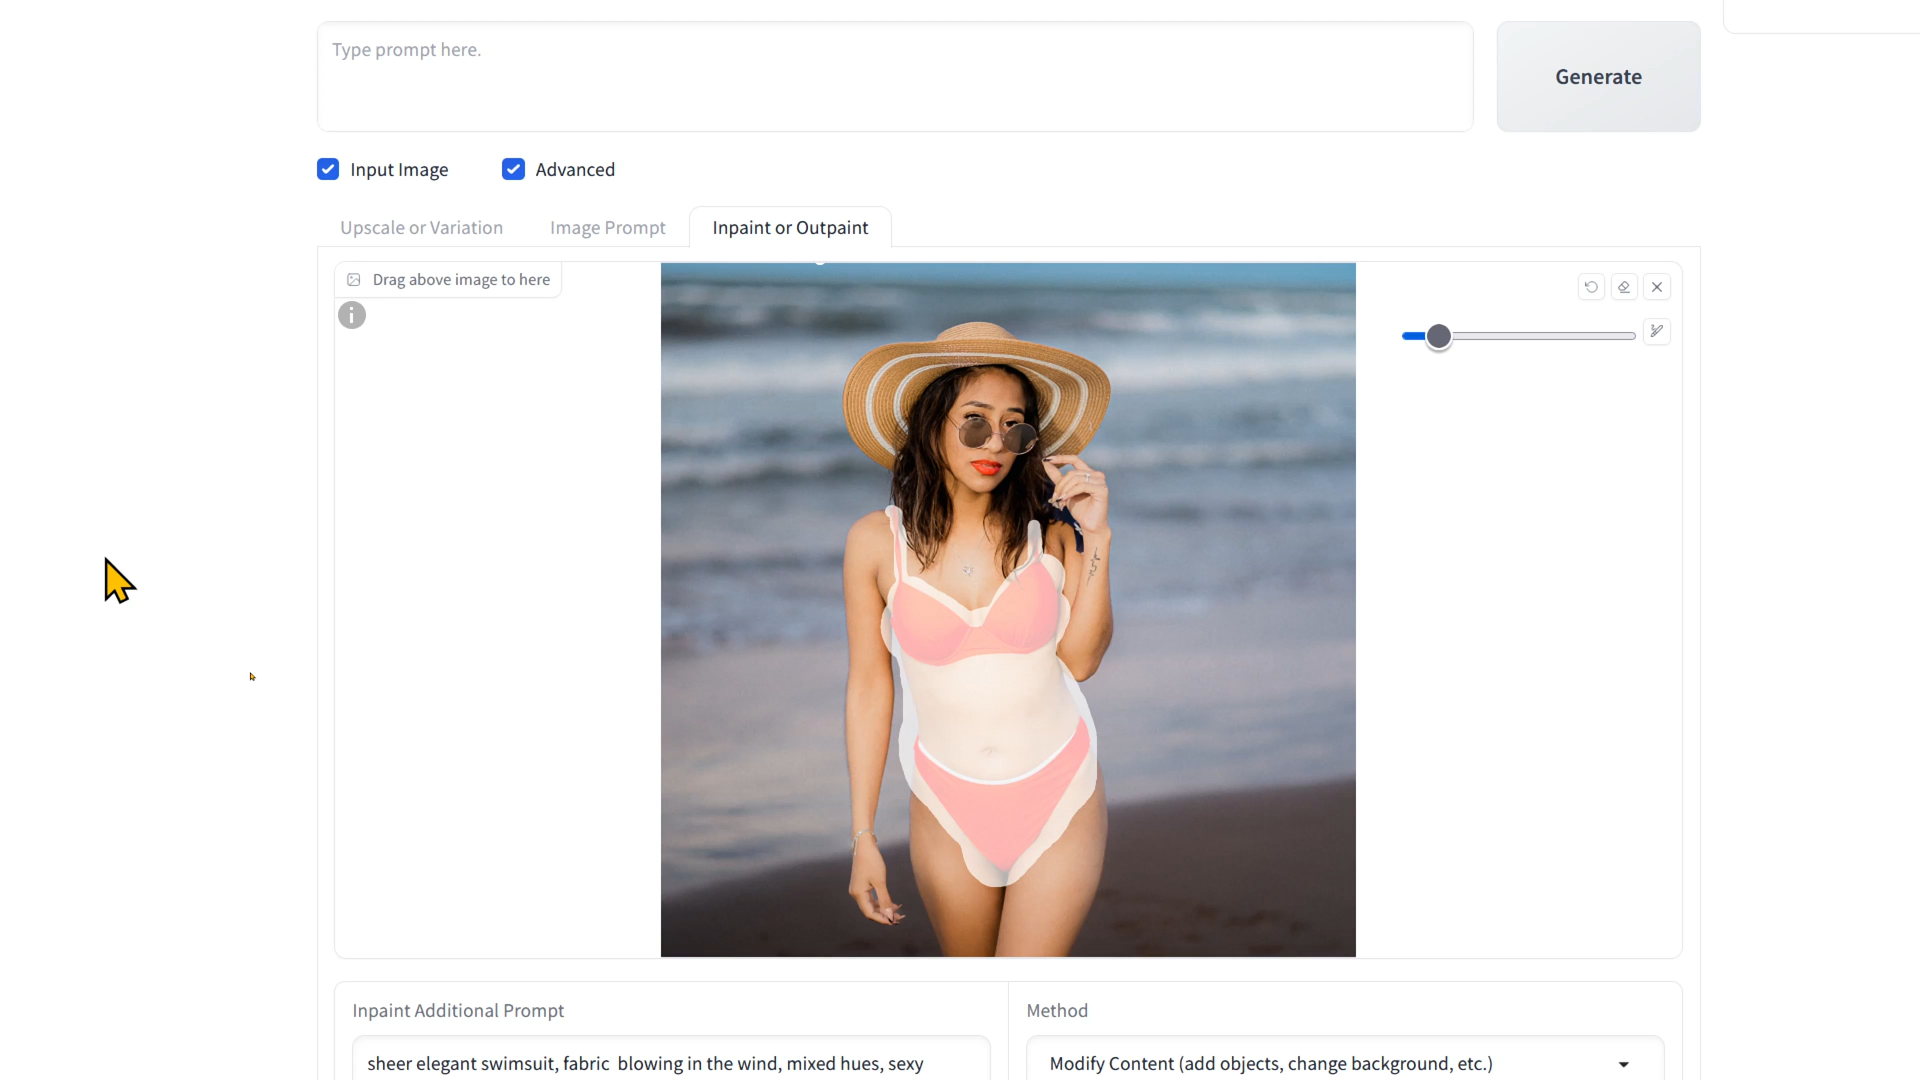 Type prompt here.
Generate
Input Image
Advanced
Upscale or Variation
Image Prompt
Inpaint or Outpaint
Drag above image to here
Inpaint Additional Prompt
Method
sheer elegant swimsuit, fabric  blowing in the wind, mixed hues, sexy
Modify Content (add objects, change background, etc.)